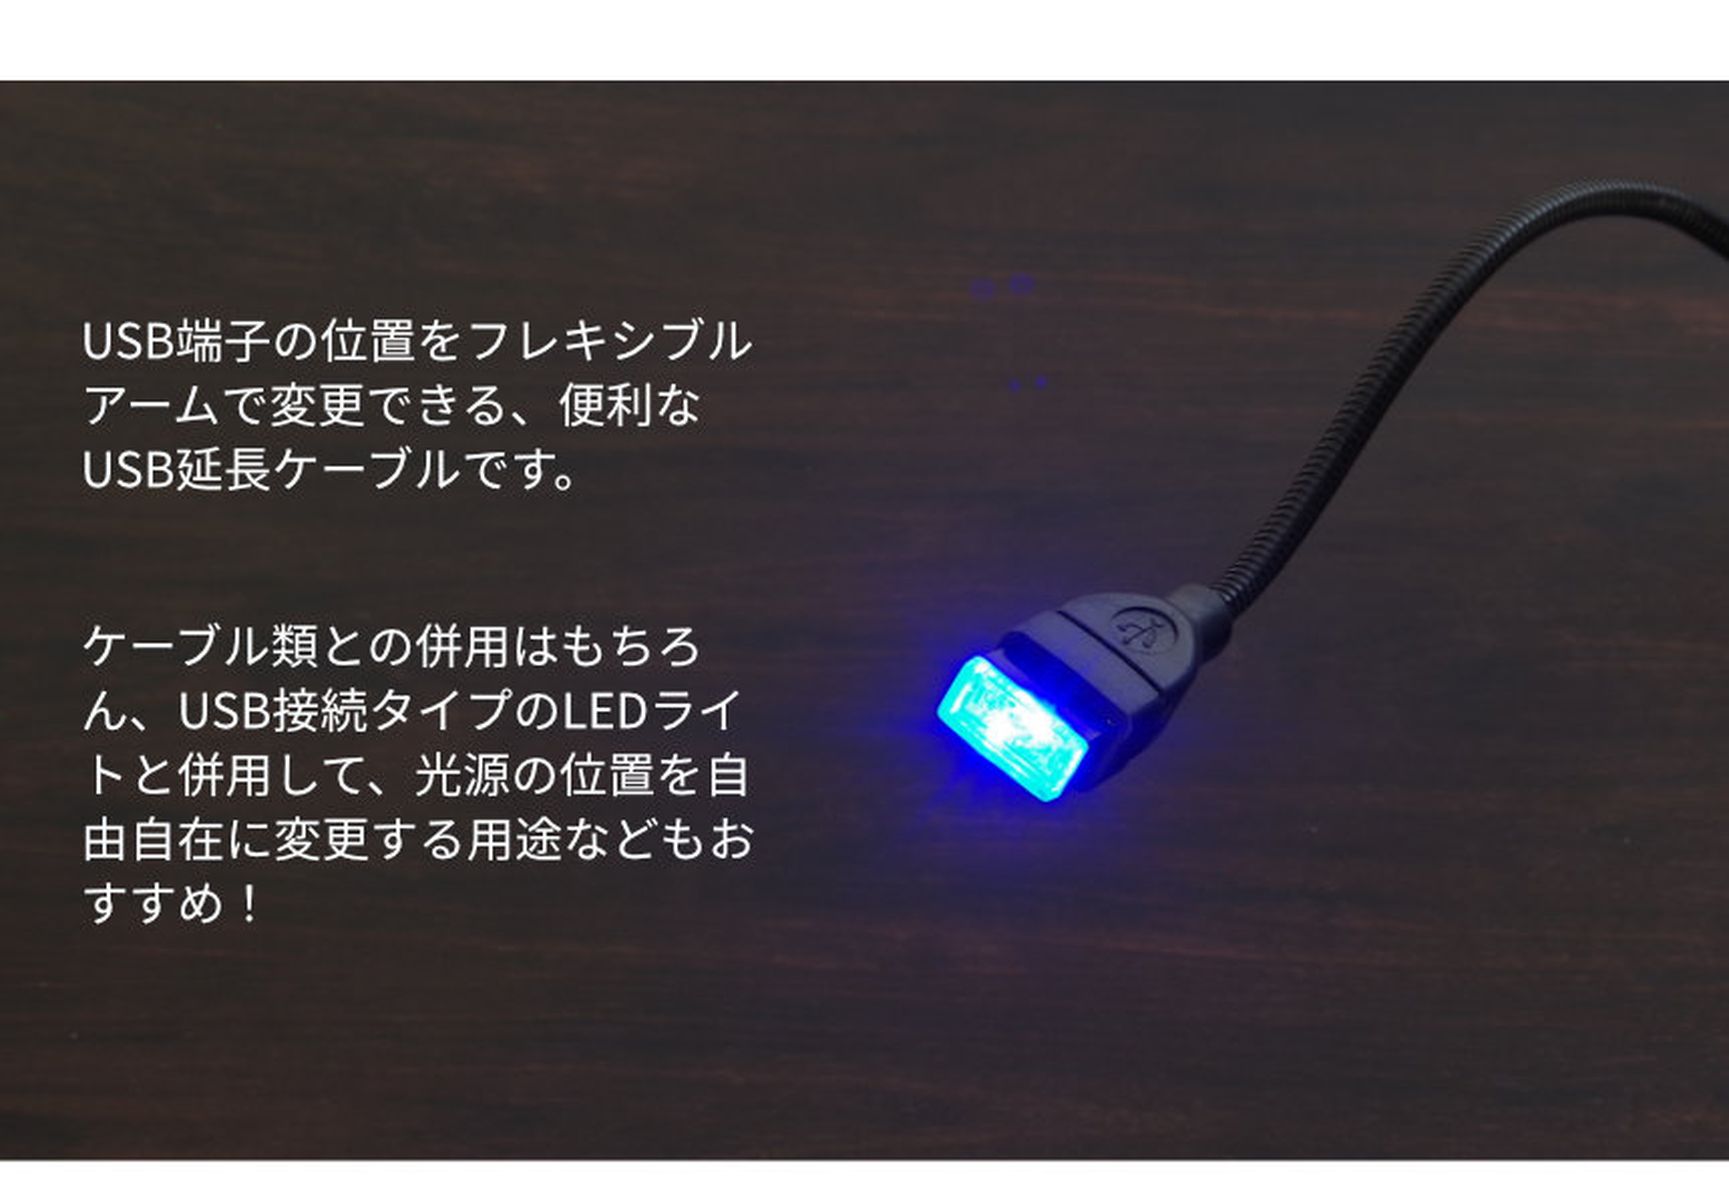 USB端子の位置をフレキシブル
アームで変更できる、便利な
USB延長ケーブルです。
ケーブル類との併用はもちろ
ん、USB接続タイプのLEDライ
トと併用して、光源の位置を自
由自在に変更する用途などもお
すすめ！